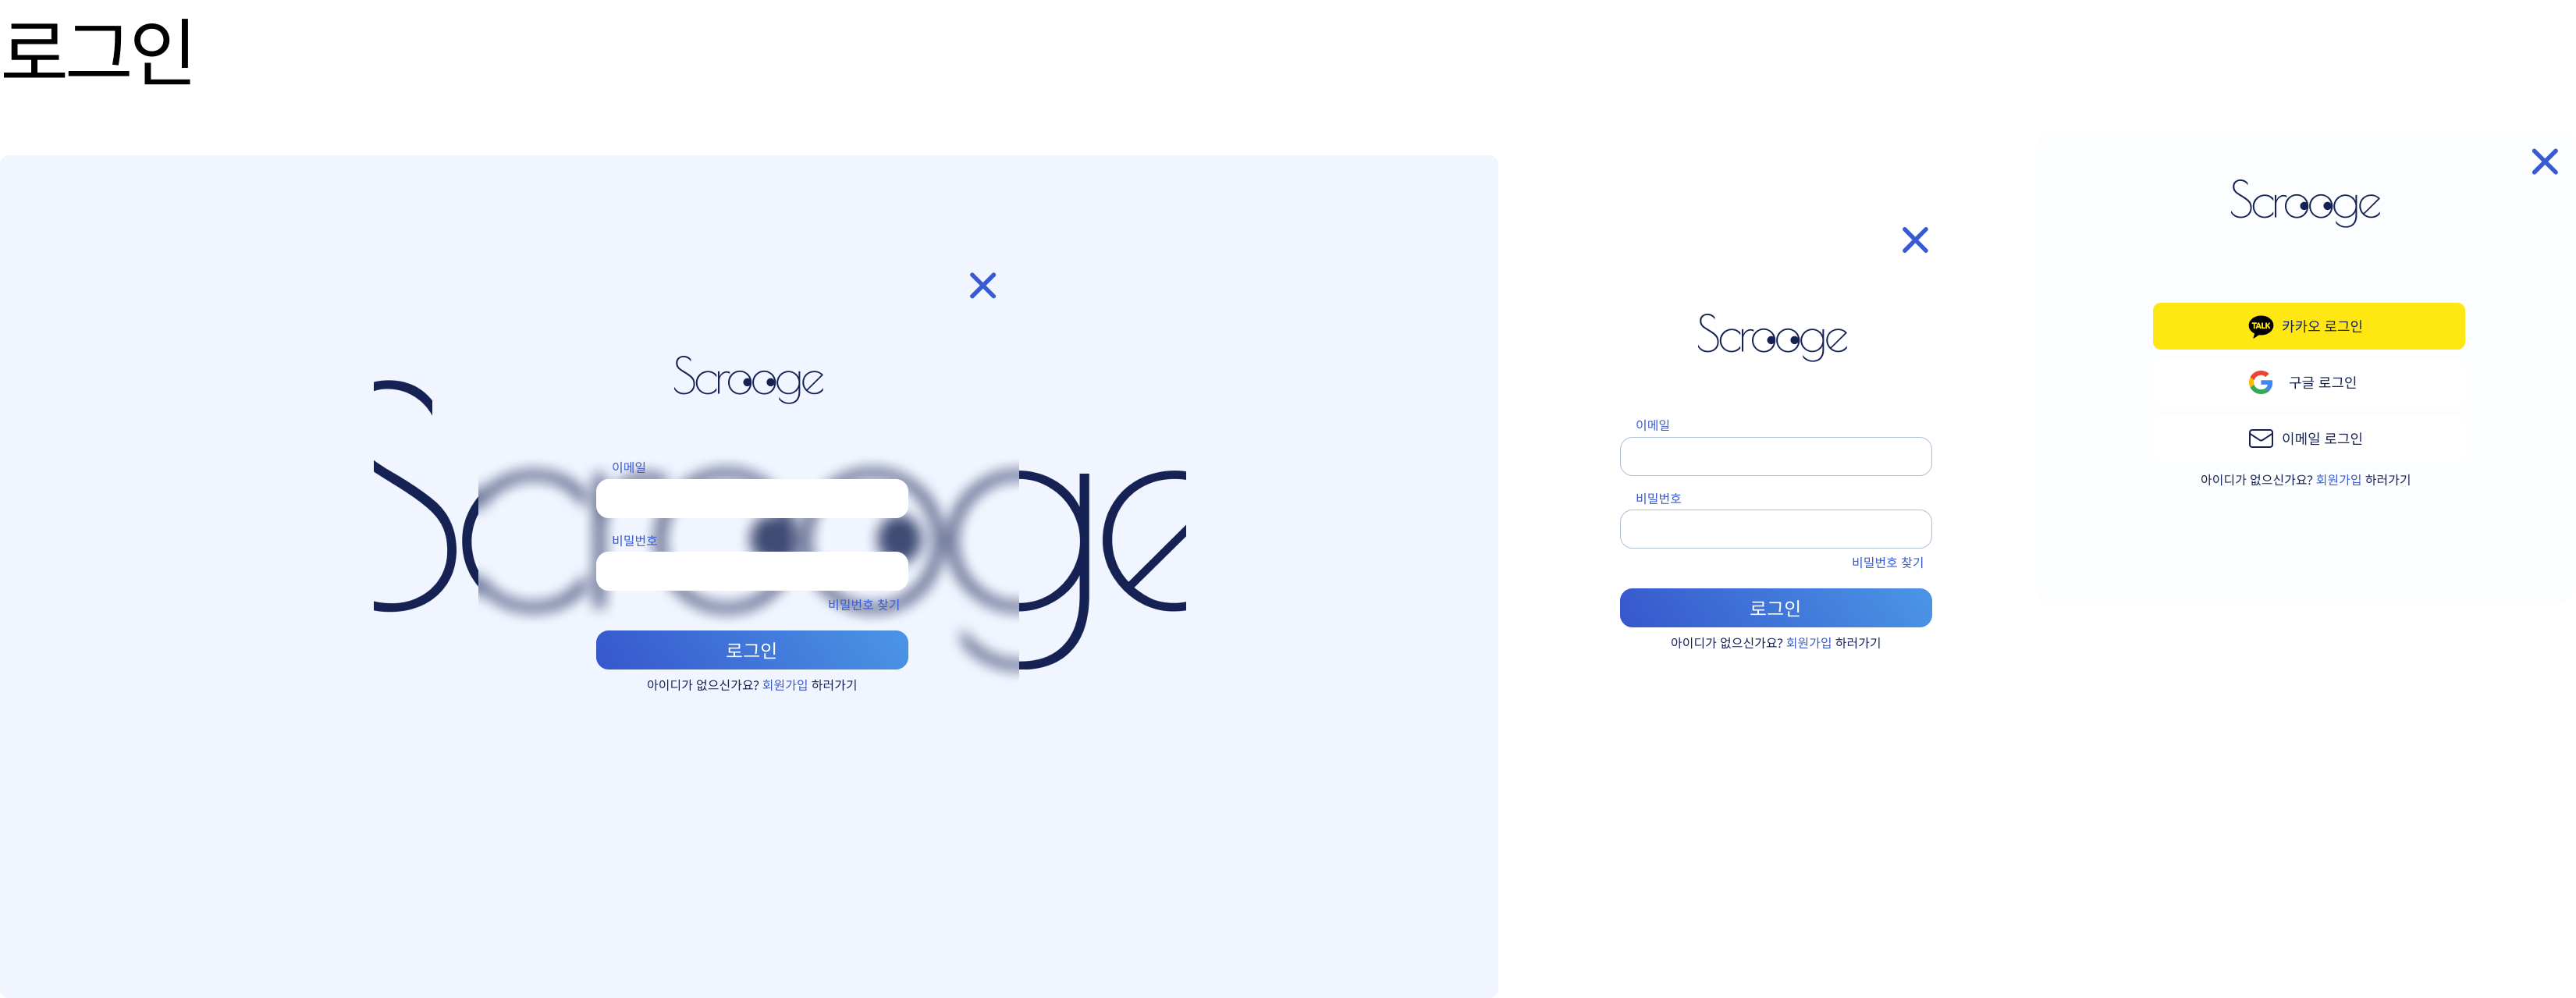 로그인
Scrooge
Scrooge
이메일
비밀번호
비밀번호 찾기
로그인
아이디가 없으신가요? 회원가입 하러가기
Scrooge
이메일
비밀번호
비밀번호 찾기
로그인
아이디가 없으신가요? 회원가입 하러가기
Scrooge
TALK 카카오 로그인
G 구글 로그인
이메일 로그인
아이디가 없으신가요? 회원가입 하러가기